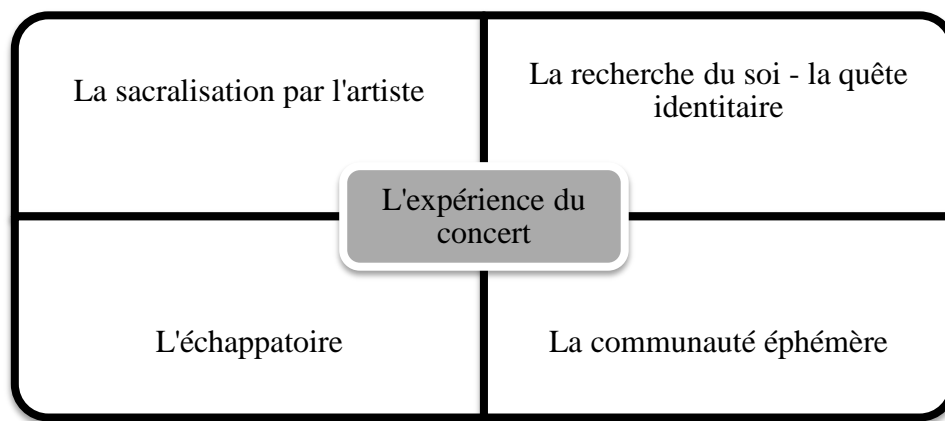 La sacralisation par l'artiste
La recherche du soi - la quête
identitaire
L'expérience du
concert
L'échappatoire
La communauté éphémère